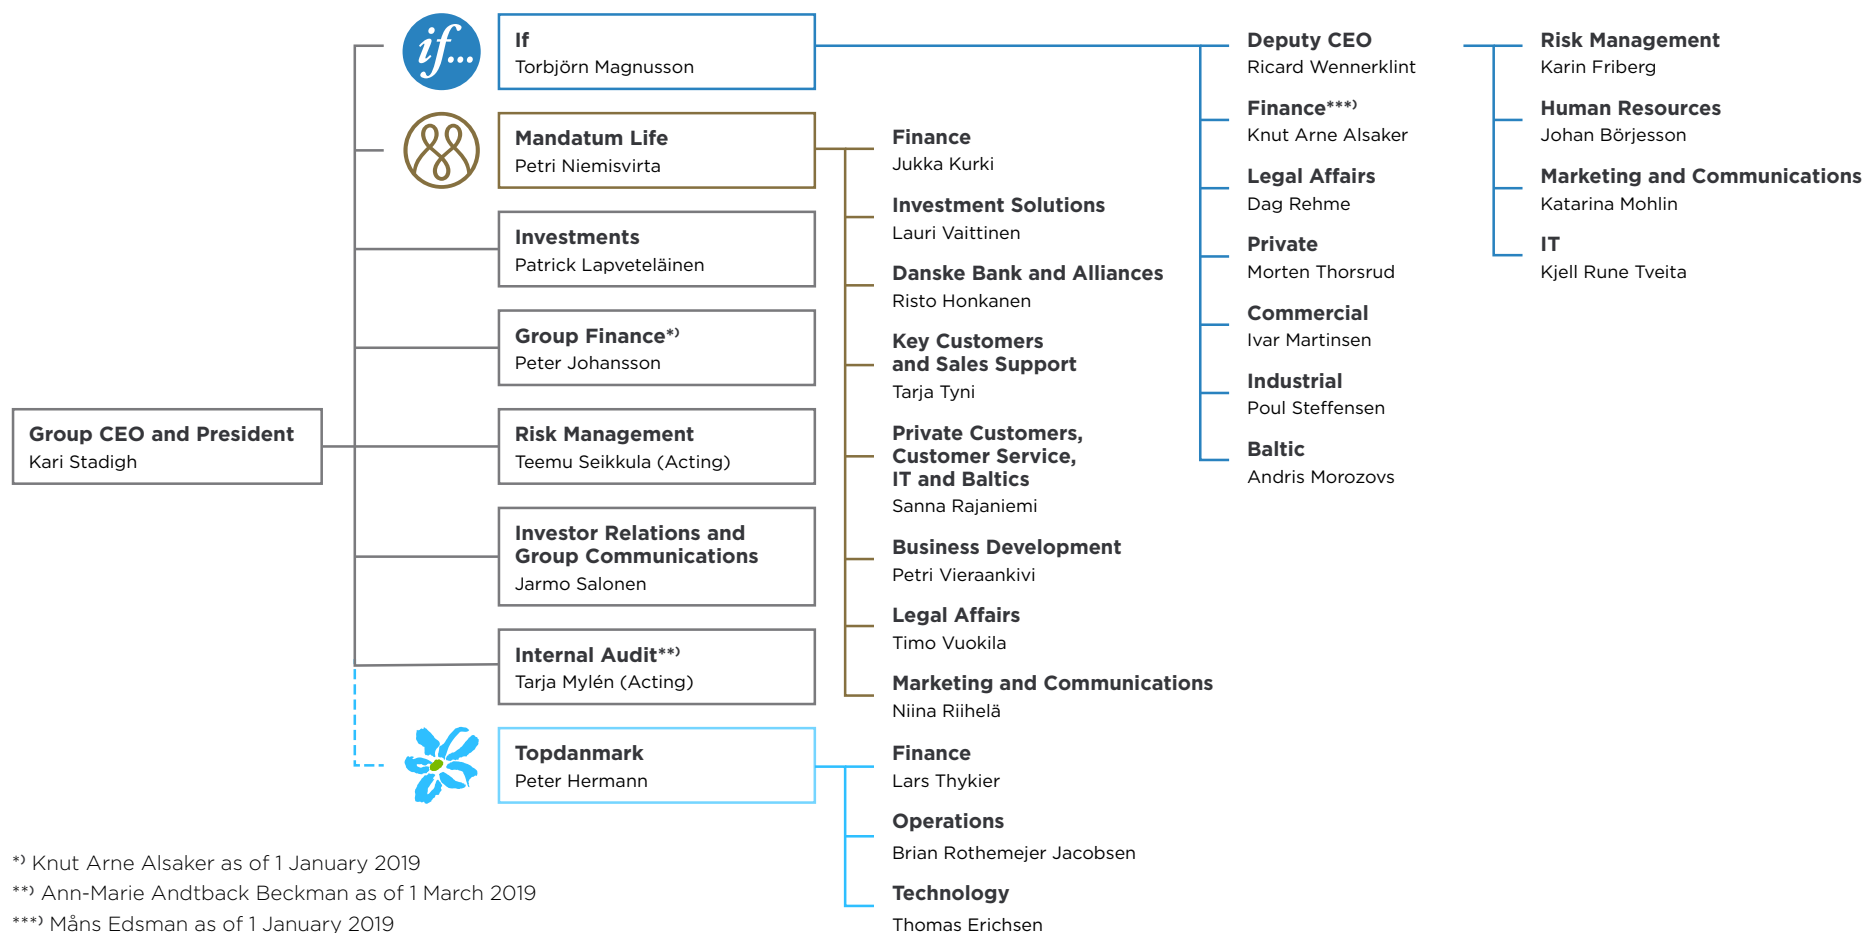 if...
If
Torbjörn Magnusson
Mandatum Life
Petri Niemisvirta
Investments
Patrick Lapveteläinen
Group Finance*)
Peter Johansson
Group CEO and President
Kari Stadigh
Risk Management
Teemu Seikkula (Acting)
Investor Relations and
Group Communications
Jarmo Salonen
Internal Audit**)
Tarja Mylén (Acting)
Topdanmark
Peter Hermann
Finance
Jukka Kurki
Investment Solutions
Lauri Vaittinen
Danske Bank and Alliances
Risto Honkanen
Key Customers
and Sales Support
Tarja Tyni
Private Customers,
Customer Service,
IT and Baltics
Sanna Rajaniemi
Business Development
Petri Vieraankivi
Legal Affairs
Timo Vuokila
Marketing and Communications
Niina Riihelä
Finance
Lars Thykier
Operations
Brian Rothemejer Jacobsen
Technology
Thomas Erichsen
Deputy CEO
Ricard Wennerklint
Finance***)
Knut Arne Alsaker
Legal Affairs
Dag Rehme
Private
Morten Thorsrud
Commercial
Ivar Martinsen
Industrial
Poul Steffensen
Baltic
Andris Morozovs
Risk Management
Karin Friberg
Human Resources
Johan Börjesson
Marketing and Communications
Katarina Mohlin
IT
Kjell Rune Tveita
*) Knut Arne Alsaker as of 1 January 2019
**) Ann-Marie Andtback Beckman as of 1 March 2019
***) Måns Edsman as of 1 January 2019